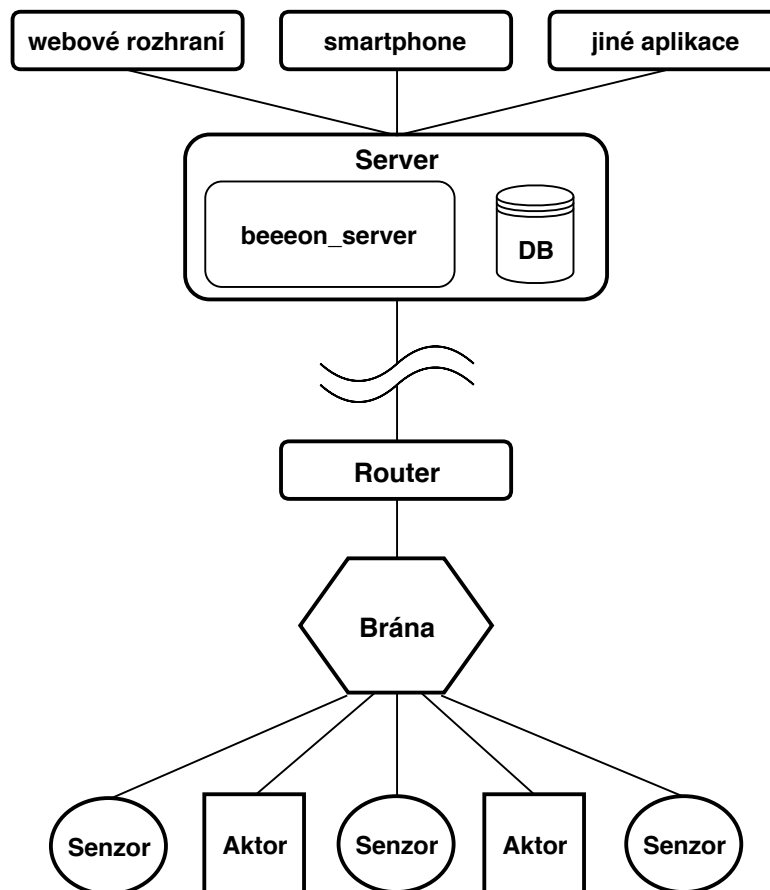 webové rozhraní
smartphone
jiné aplikace
Server
beeeon_server
DB
Router
Brána
Senzor
Aktor
Senzor
Aktor
Senzor